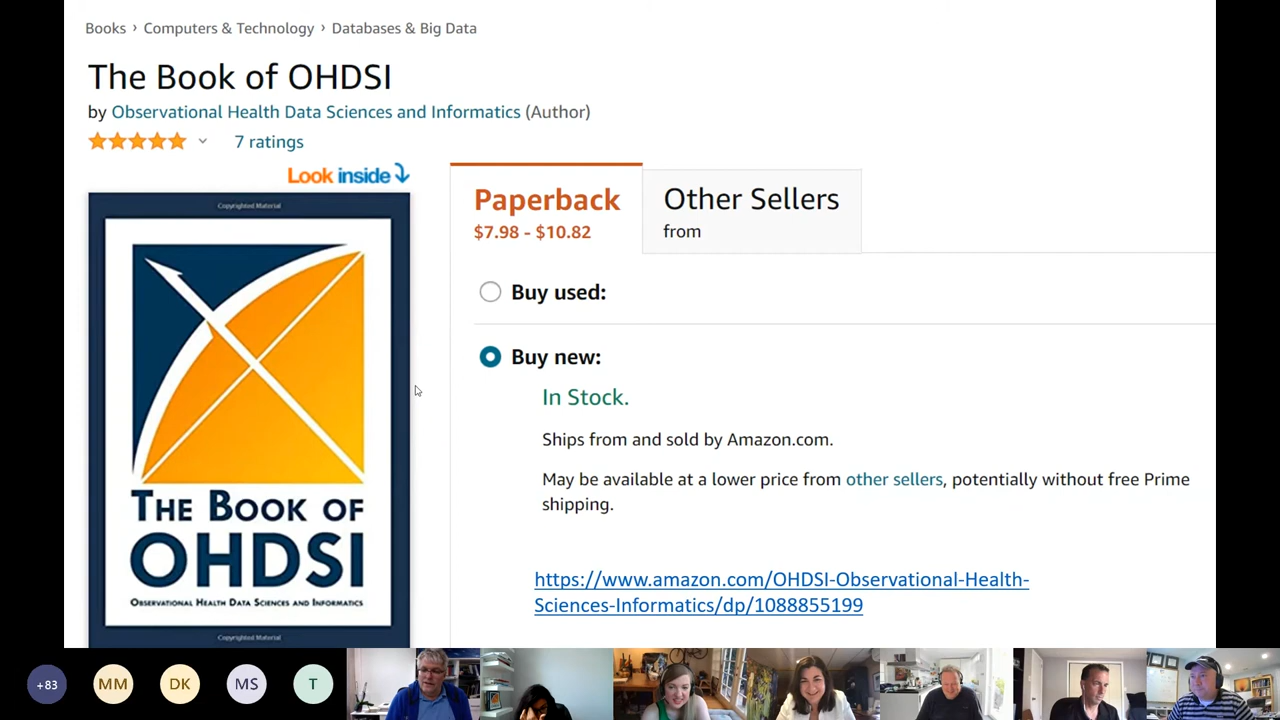 Books › Computers & Technology › Databases & Big Data
The Book of OHDSI
by Observational Health Data Sciences and Informatics (Author)
7 ratings
Look inside
Copyrighted Material
THE BOOK OF
OHDSI
OBSERVATIONAL HEALTH DATA SCIENCES AND INFORMATICS
Copyrighted Material
Paperback
$7.98 - $10.82
Other Sellers
from
Buy used:
Buy new:
In Stock.
Ships from and sold by Amazon.com.
May be available at a lower price from other sellers, potentially without free Prime
shipping.
https://www.amazon.com/OHDSI-Observational-Health-
Sciences-Informatics/dp/1088855199
+83
MM
DK
MS
T